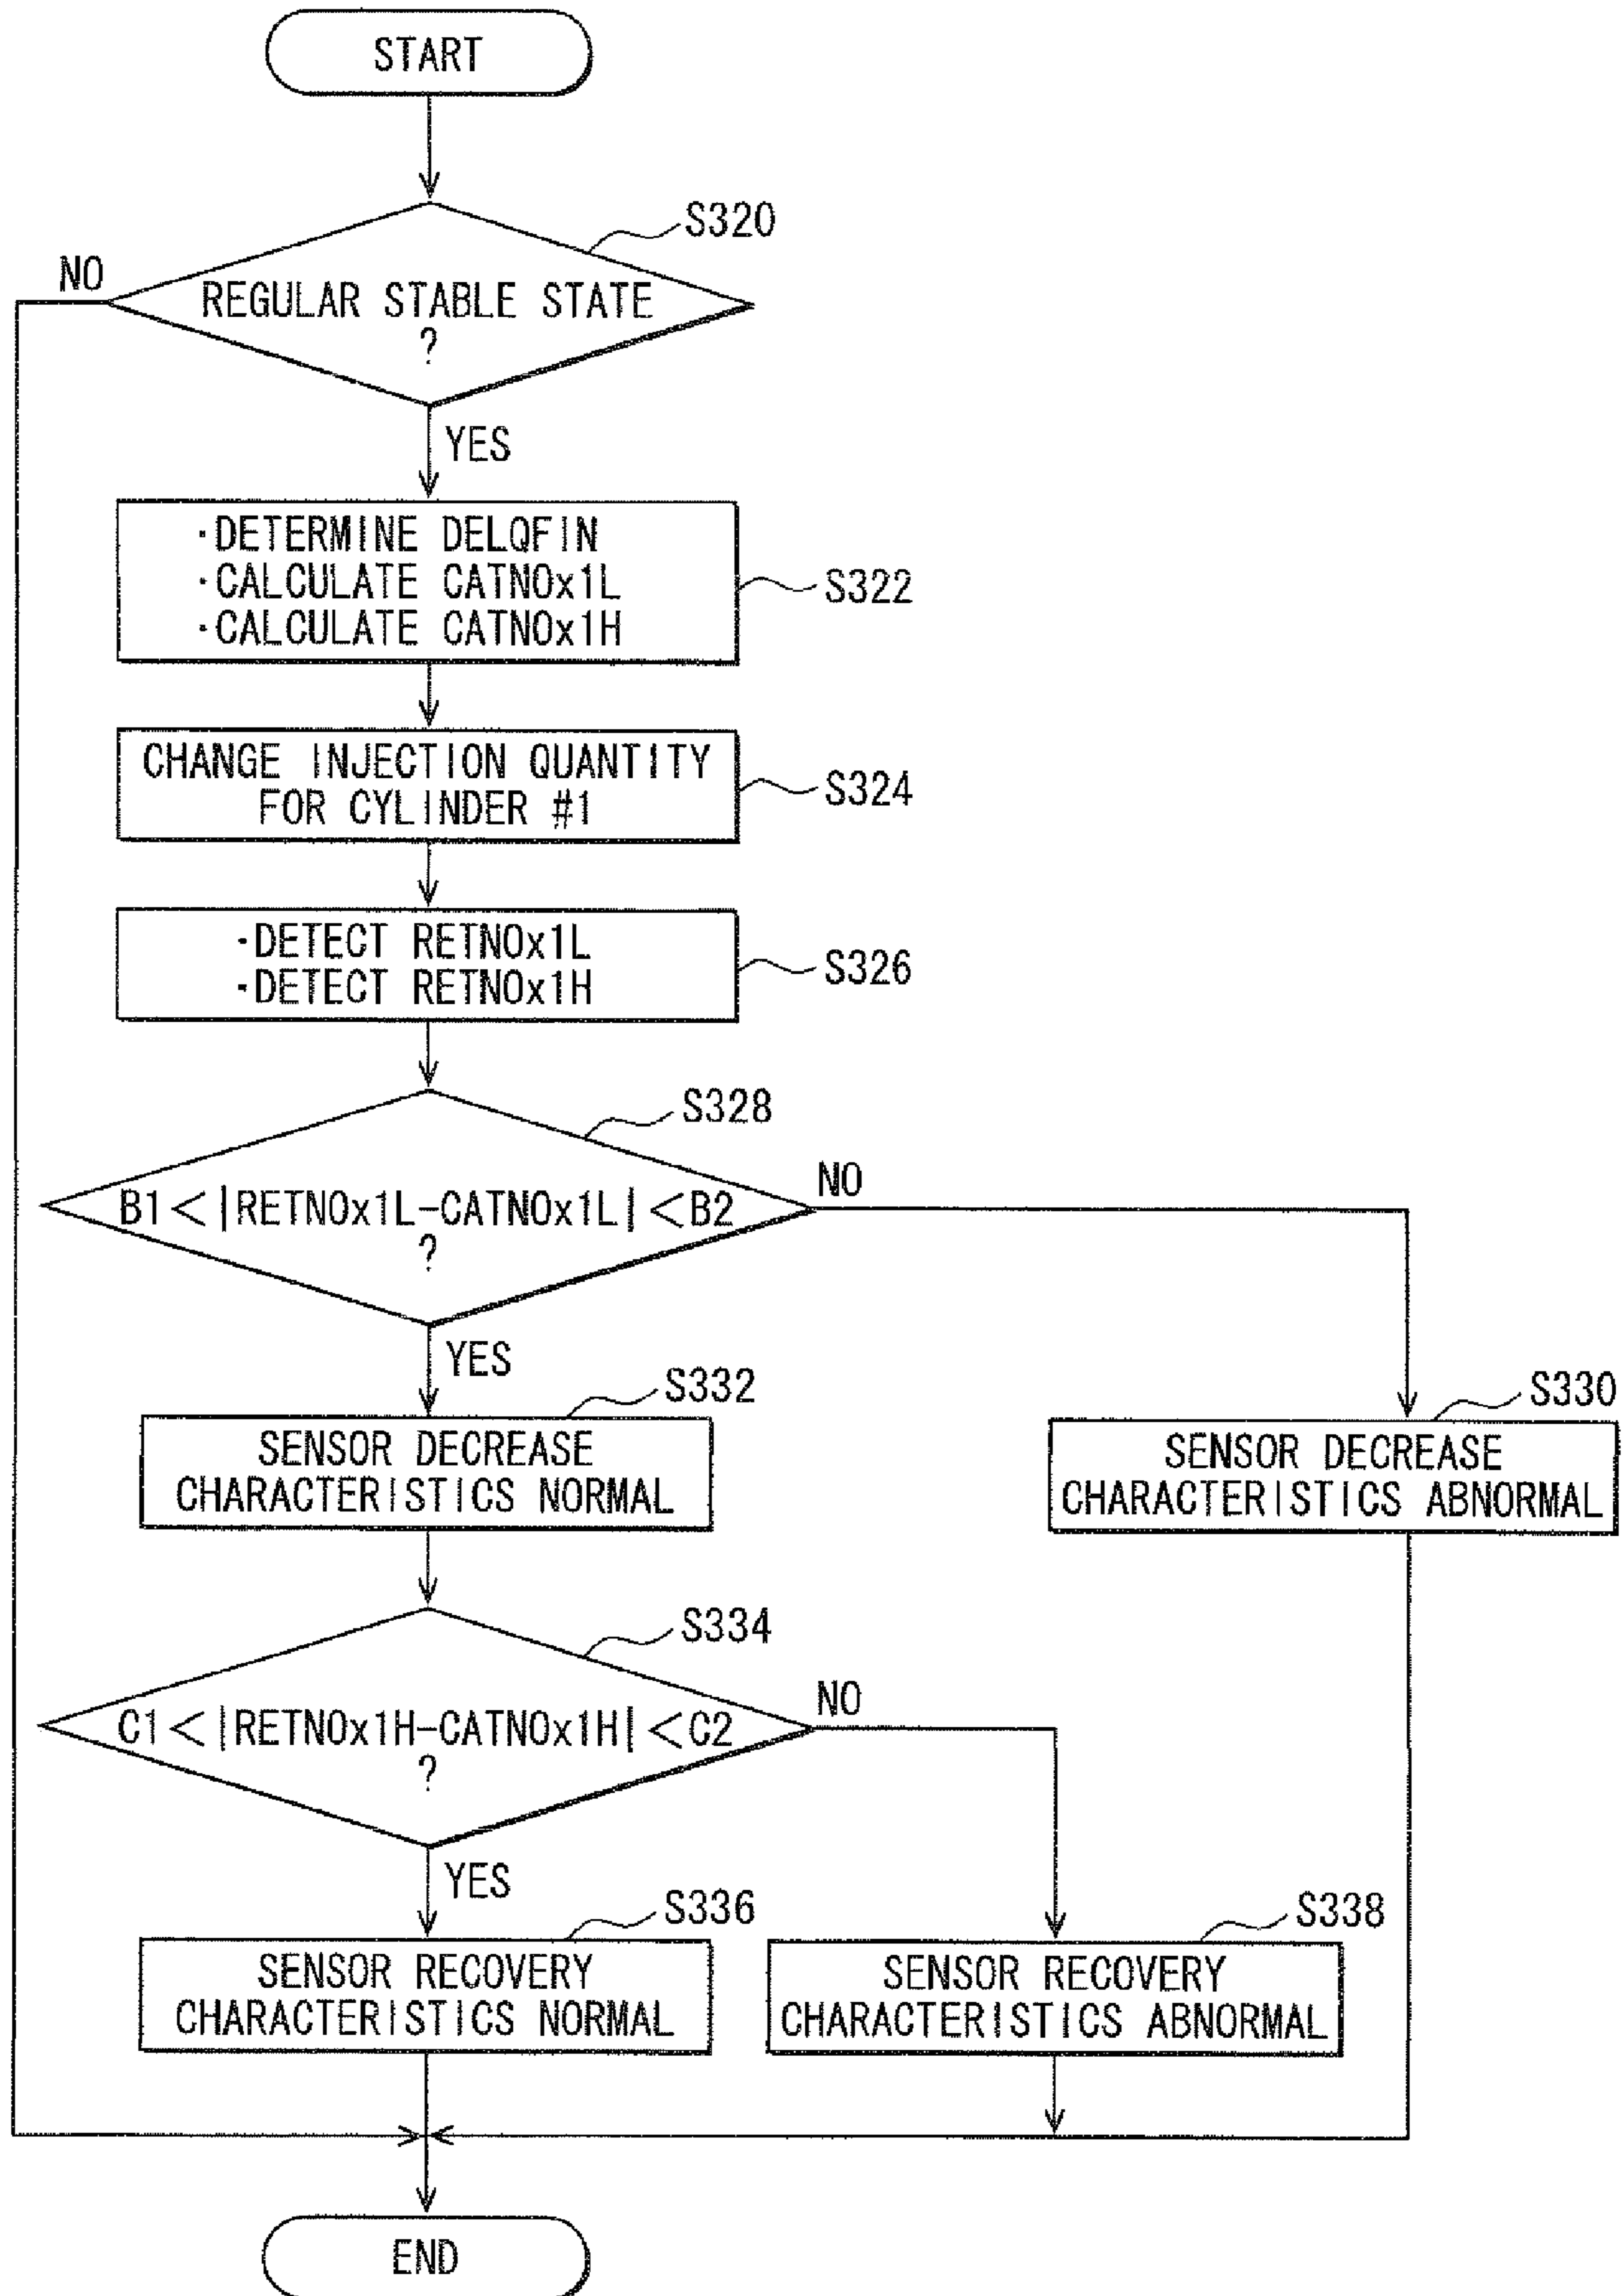 START
S320
NO
REGULAR STABLE STATE
?
YES
·DETERMINE DELQFIN
·CALCULATE CATNOx1L
·CALCULATE CATNOx1H
S322
CHANGE INJECTION QUANTITY
FOR CYLINDER #1
S324
·DETECT RETNOx1L
·DETECT RETNOx1H
S326
S328
B1<|RETNOx1L-CATNOx1L|<B2
?
NO
YES
S332
SENSOR DECREASE
CHARACTERISTICS NORMAL
S330
SENSOR DECREASE
CHARACTERISTICS ABNORMAL
S334
C1<|RETNOx1H-CATNOx1H|<C2
?
NO
YES
S336
SENSOR RECOVERY
CHARACTERISTICS NORMAL
S338
SENSOR RECOVERY
CHARACTERISTICS ABNORMAL
END